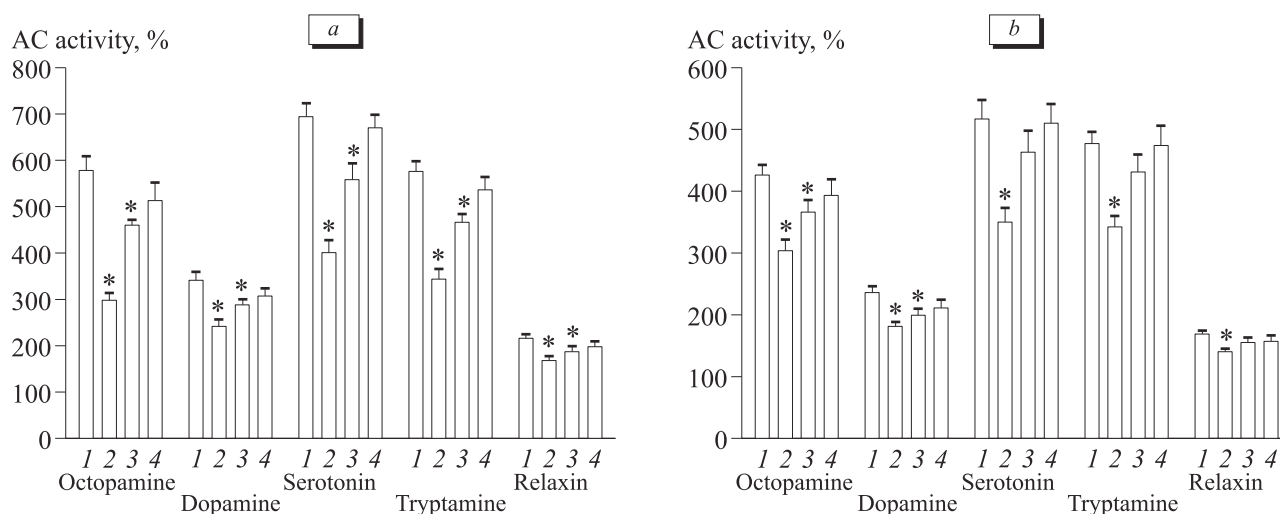 a
AC activity, %
800
700
600
500
400
300
200
100
0
* * * * * * * * * *
1 2 3 4 1 2 3 4 1 2 3 4 1 2 3 4 1 2 3 4
Octopamine Serotonin Relaxin
Dopamine Tryptamine
b
AC activity, %
600
500
400
300
200
100
0
* * * * * * *
1 2 3 4 1 2 3 4 1 2 3 4 1 2 3 4 1 2 3 4
Octopamine Serotonin Relaxin
Dopamine Tryptamine